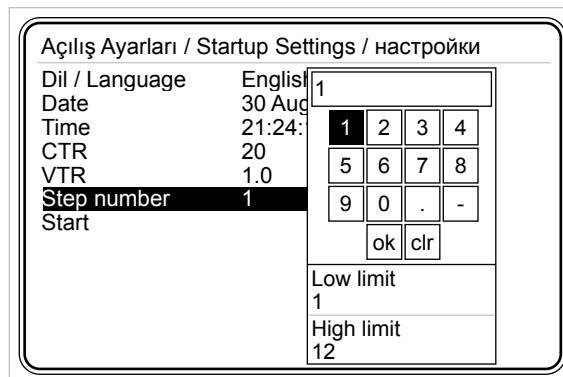 Açılış Ayarları / Startup Settings / настройки
Dil / Language English
Date 30 Aug
Time 21:24:
CTR 20
VTR 1.0
Step number 1
Start
1
1 2 3 4
5 6 7 8
9 0 . -
ok clr
Low limit
1
High limit
12